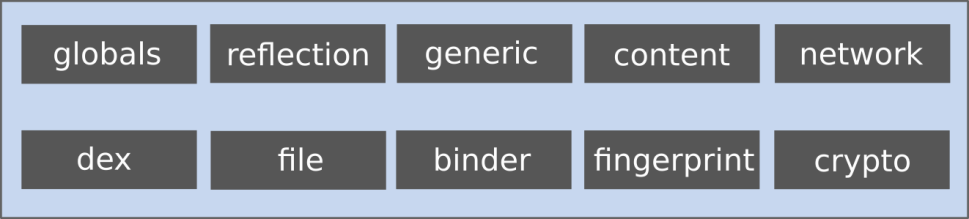 globals reflection generic content network
dex file binder fingerprint crypto